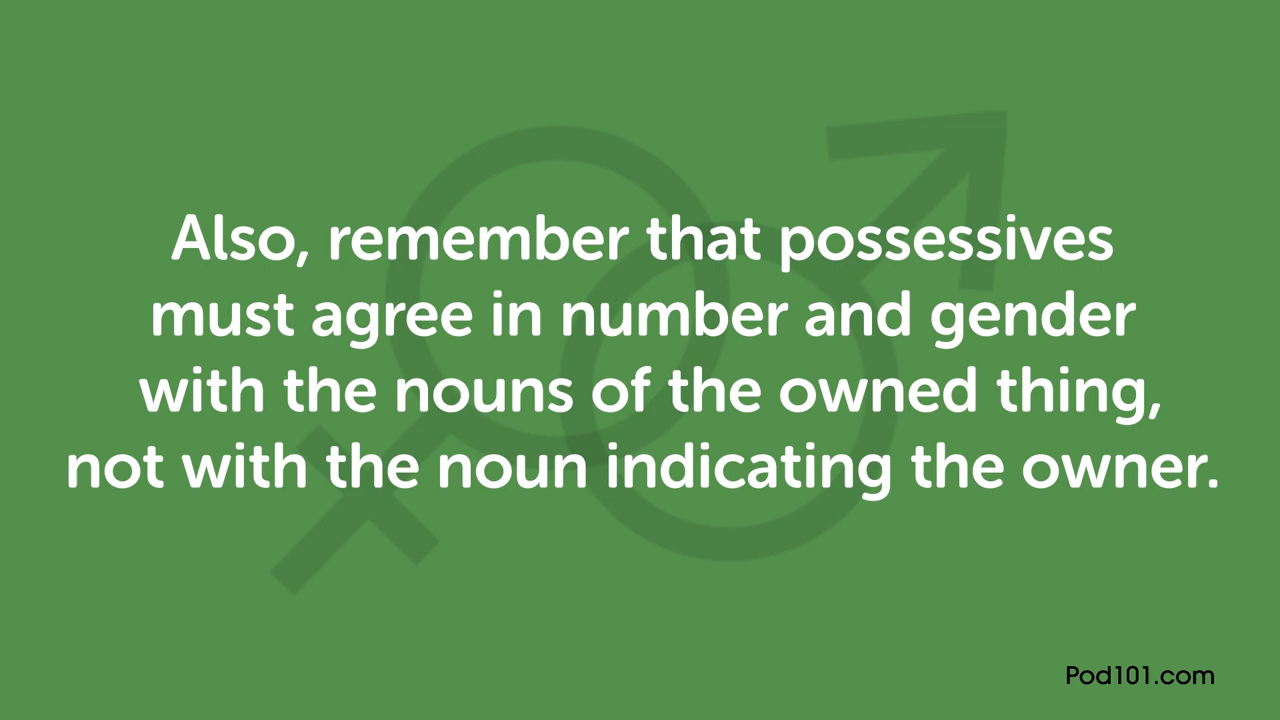 Also, remember that possessives
must agree in number and gender
with the nouns of the owned thing,
not with the noun indicating the owner.
Pod101.com